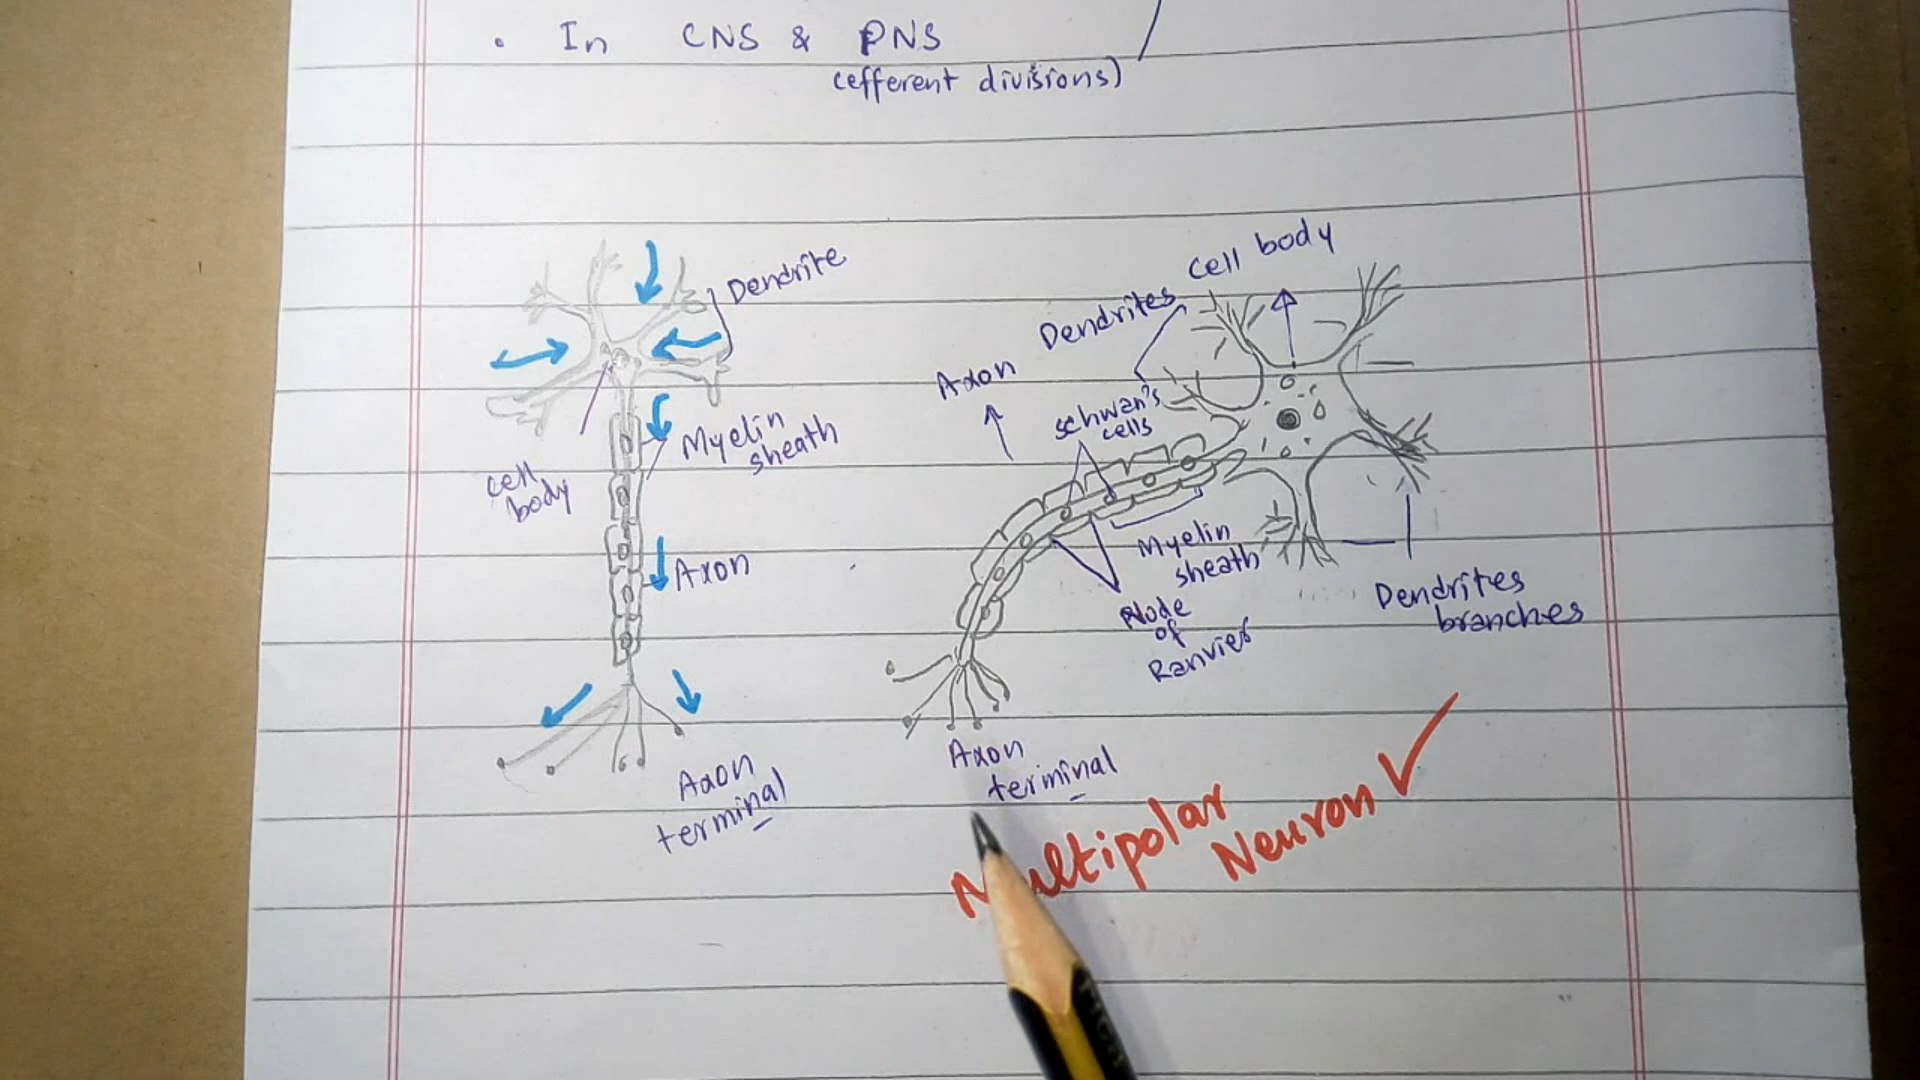 • In CNS & PNS
(efferent divisions)
Dendrite
Myelin
sheath
cell
body
Axon
Axon
terminal
Cell body
Dendrites
Axon
schwan's
cells
Myelin
sheath
Node
of
Ranvier
Dendrites
branches
Axon
terminal
Multipolar
Neuron ✓